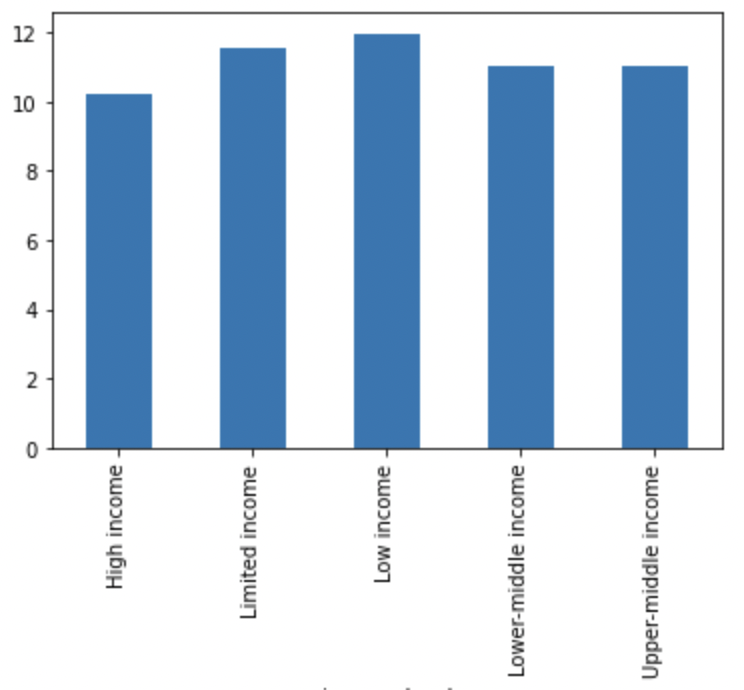 12
10
8
6
4
2
0
High income
Limited income
Low income
Lower-middle income
Upper-middle income